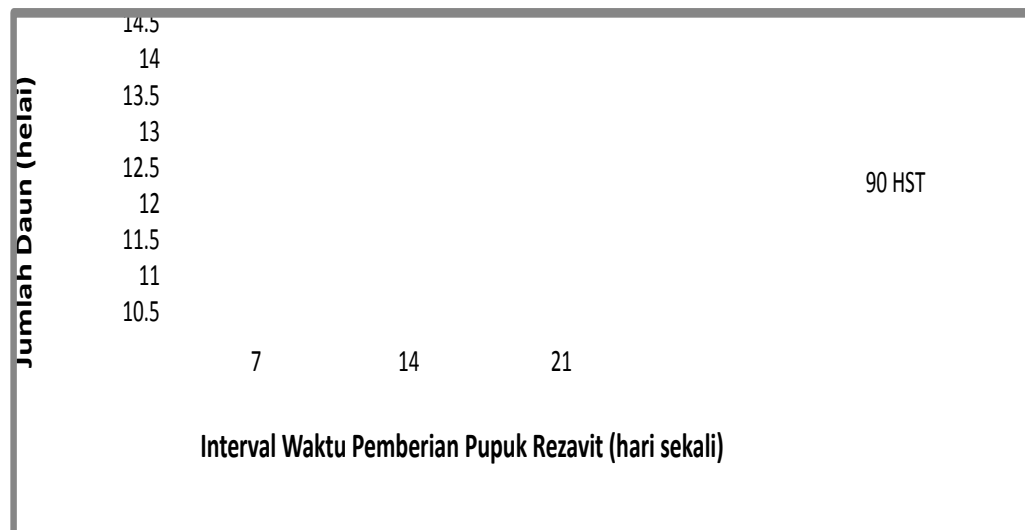 14.5
14
13.5
13
12.5
12
11.5
11
10.5
Jumlah Daun (helai)
90 HST
7 14 21
Interval Waktu Pemberian Pupuk Rezavit (hari sekali)